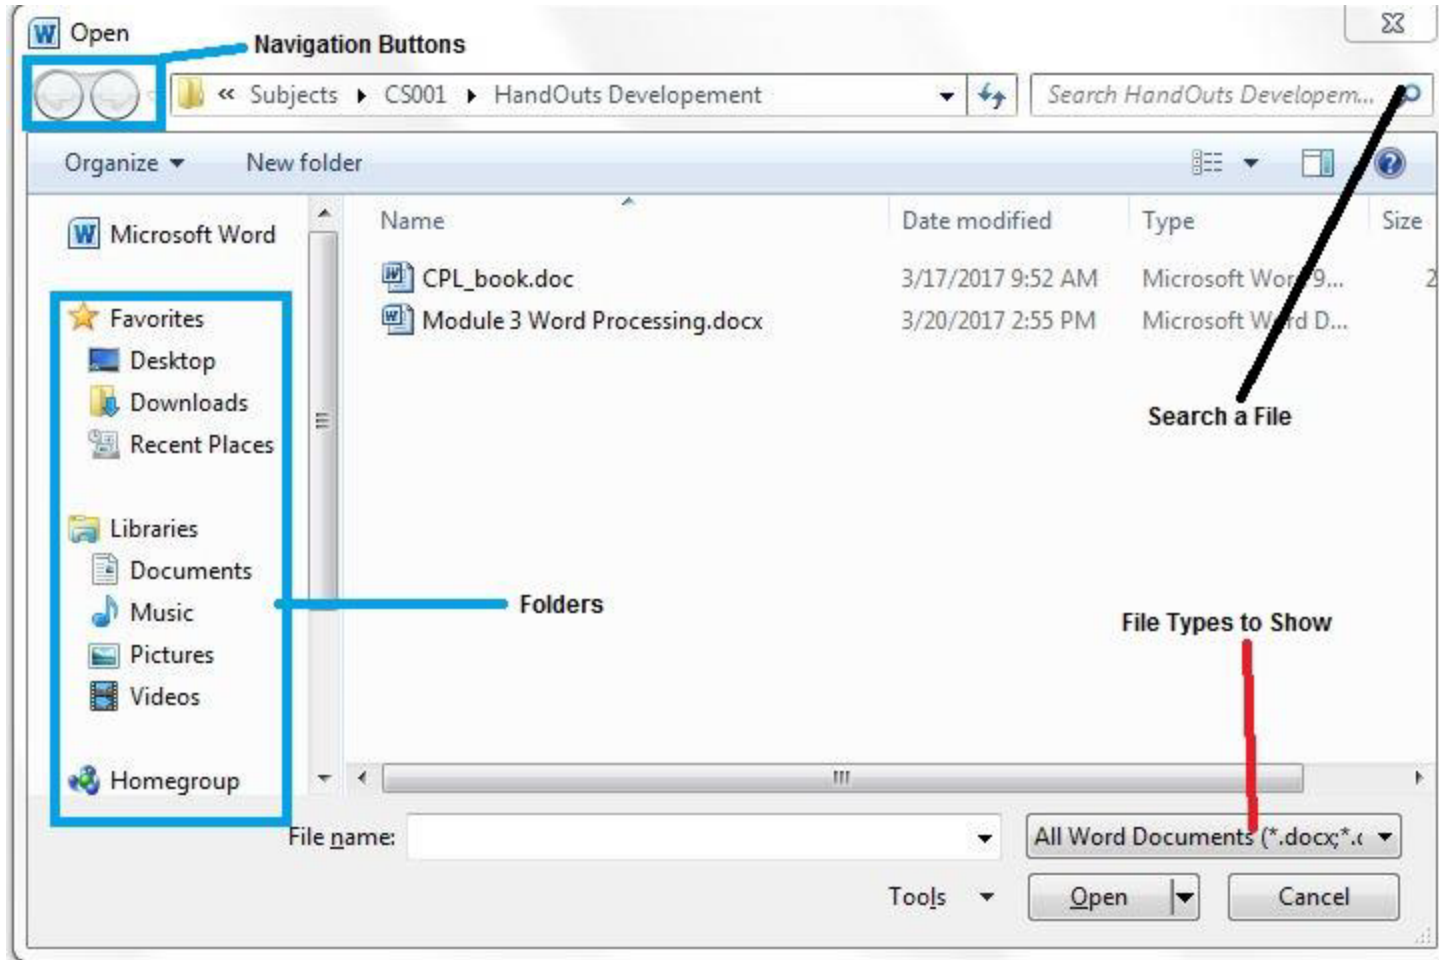 Open
Navigation Buttons
« Subjects ▸ CS001 ▸ HandOuts Developement
Search HandOuts Developem...
Organize ▼ New folder
Microsoft Word
Name Date modified Type Size
CPL_book.doc 3/17/2017 9:52 AM Microsoft Word 9... 2
Module 3 Word Processing.docx 3/20/2017 2:55 PM Microsoft Word D...
Favorites
Desktop
Downloads
Recent Places
Search a File
Libraries
Documents
Music
Pictures
Videos
Folders
File Types to Show
Homegroup
File name:
All Word Documents (*.docx;*.
Tools ▼ Open Cancel